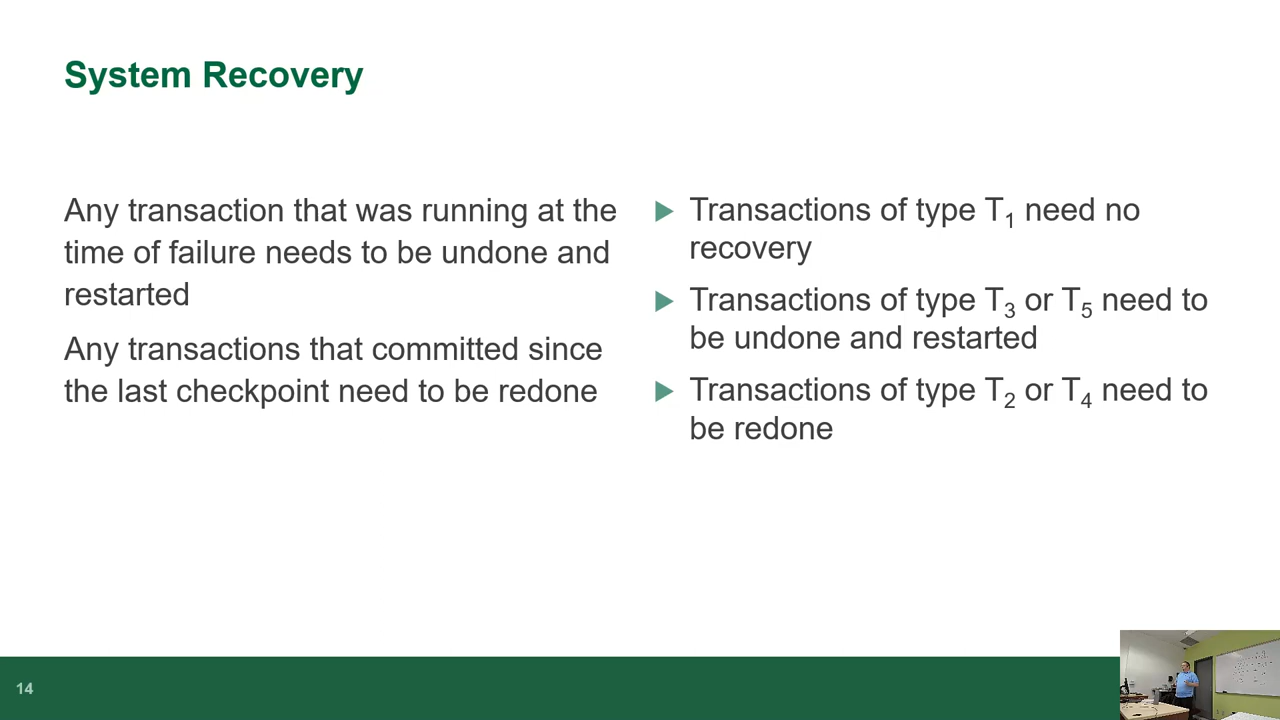 System Recovery
Any transaction that was running at the
time of failure needs to be undone and
restarted
Any transactions that committed since
the last checkpoint need to be redone
Transactions of type T1 need no
recovery
Transactions of type T3 or T5 need to
be undone and restarted
Transactions of type T2 or T4 need to
be redone
14